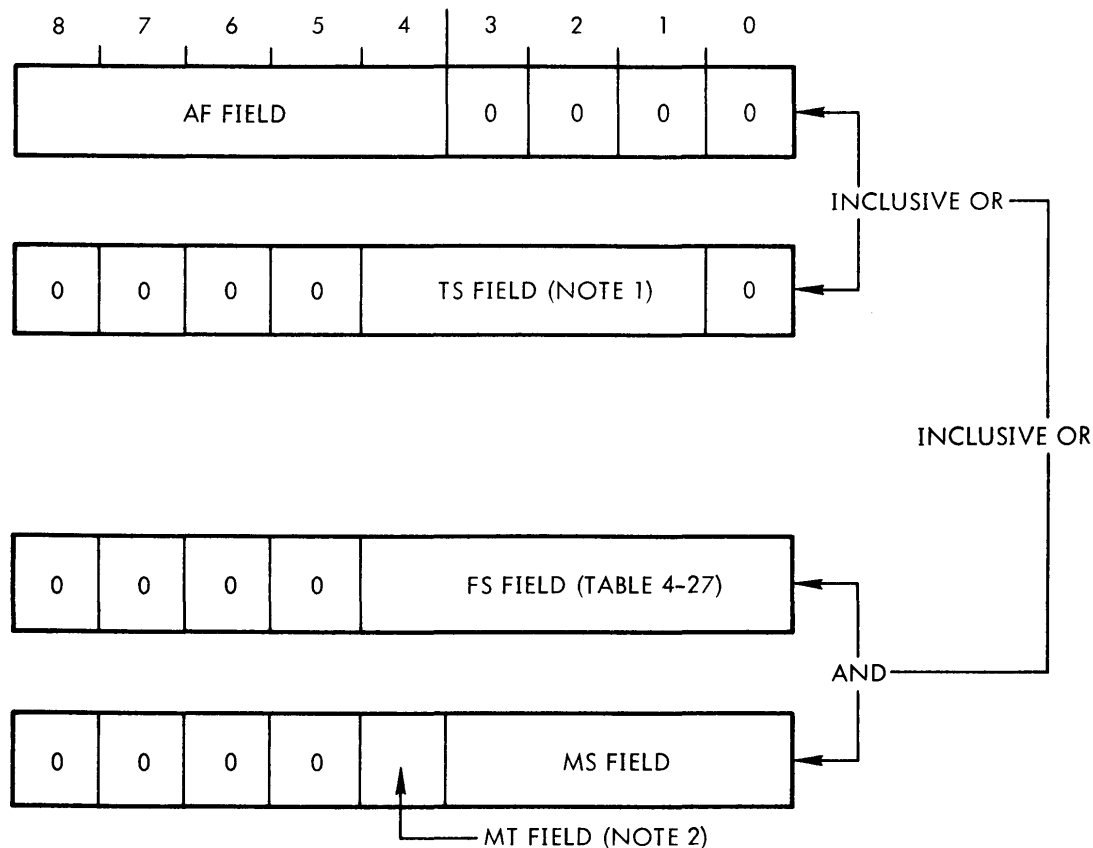 8 7 6 5 4 3 2 1 0
AF FIELD 0 0 0 0
INCLUSIVE OR
0 0 0 0 TS FIELD (NOTE 1) 0
INCLUSIVE OR
0 0 0 0 FS FIELD (TABLE 4-27)
AND
0 0 0 0 MS FIELD
MT FIELD (NOTE 2)